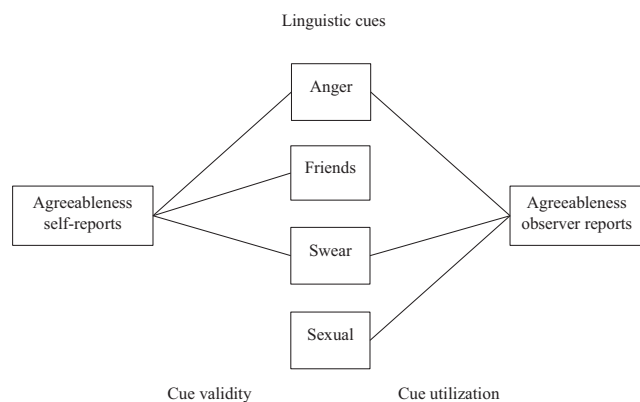 Linguistic cues
Anger
Friends
Agreeableness
self-reports
Agreeableness
observer reports
Swear
Sexual
Cue validity
Cue utilization